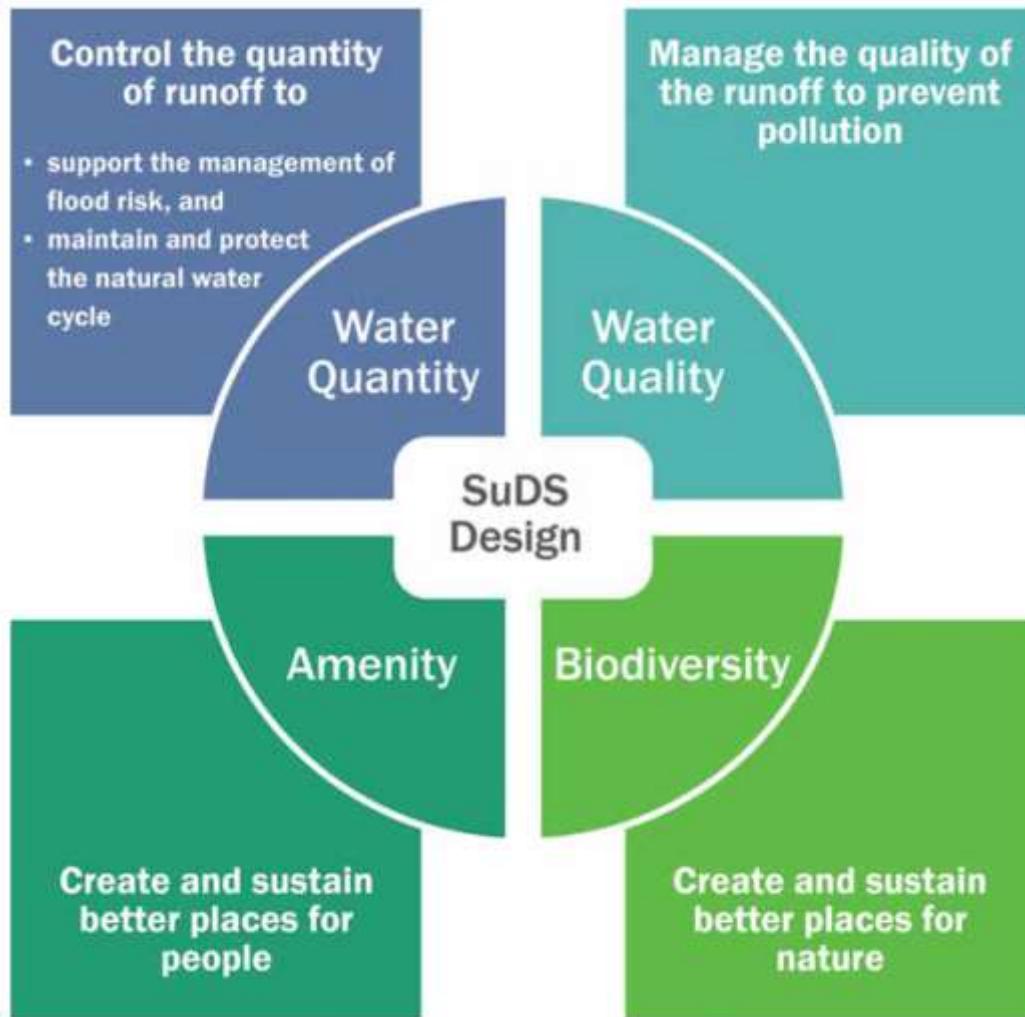 Control the quantity
of runoff to
• support the management of
flood risk, and
• maintain and protect
the natural water
cycle
Manage the quality of
the runoff to prevent
pollution
Water
Quantity
Water
Quality
SuDS
Design
Amenity
Biodiversity
Create and sustain
better places for
people
Create and sustain
better places for
nature